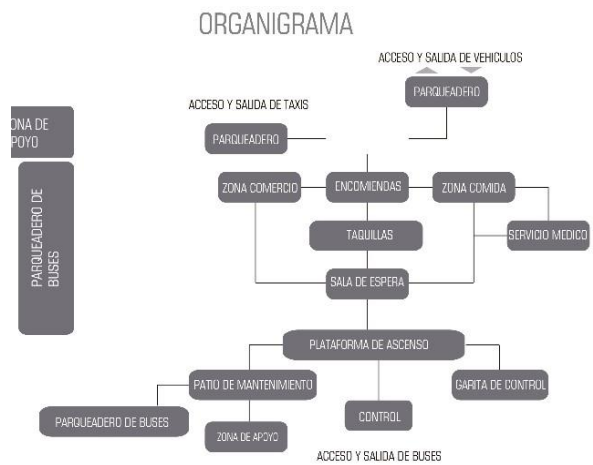 ORGANIGRAMA
ACCESO Y SALIDA DE VEHICULOS
PARQUEADERO
ACCESO Y SALIDA DE TAXIS
PARQUEADERO
ONA DE
POYO
ZONA COMERCIO
ENCOMIENDAS
ZONA COMIDA
PARQUEADERO DE
BUSES
TAQUILLAS
SERVICIO MEDICO
SALA DE ESPERA
PLATAFORMA DE ASCENSO
PATIO DE MANTENIMIENTO
GARITA DE CONTROL
PARQUEADERO DE BUSES
CONTROL
ZONA DE APOYO
ACCESO Y SALIDA DE BUSES